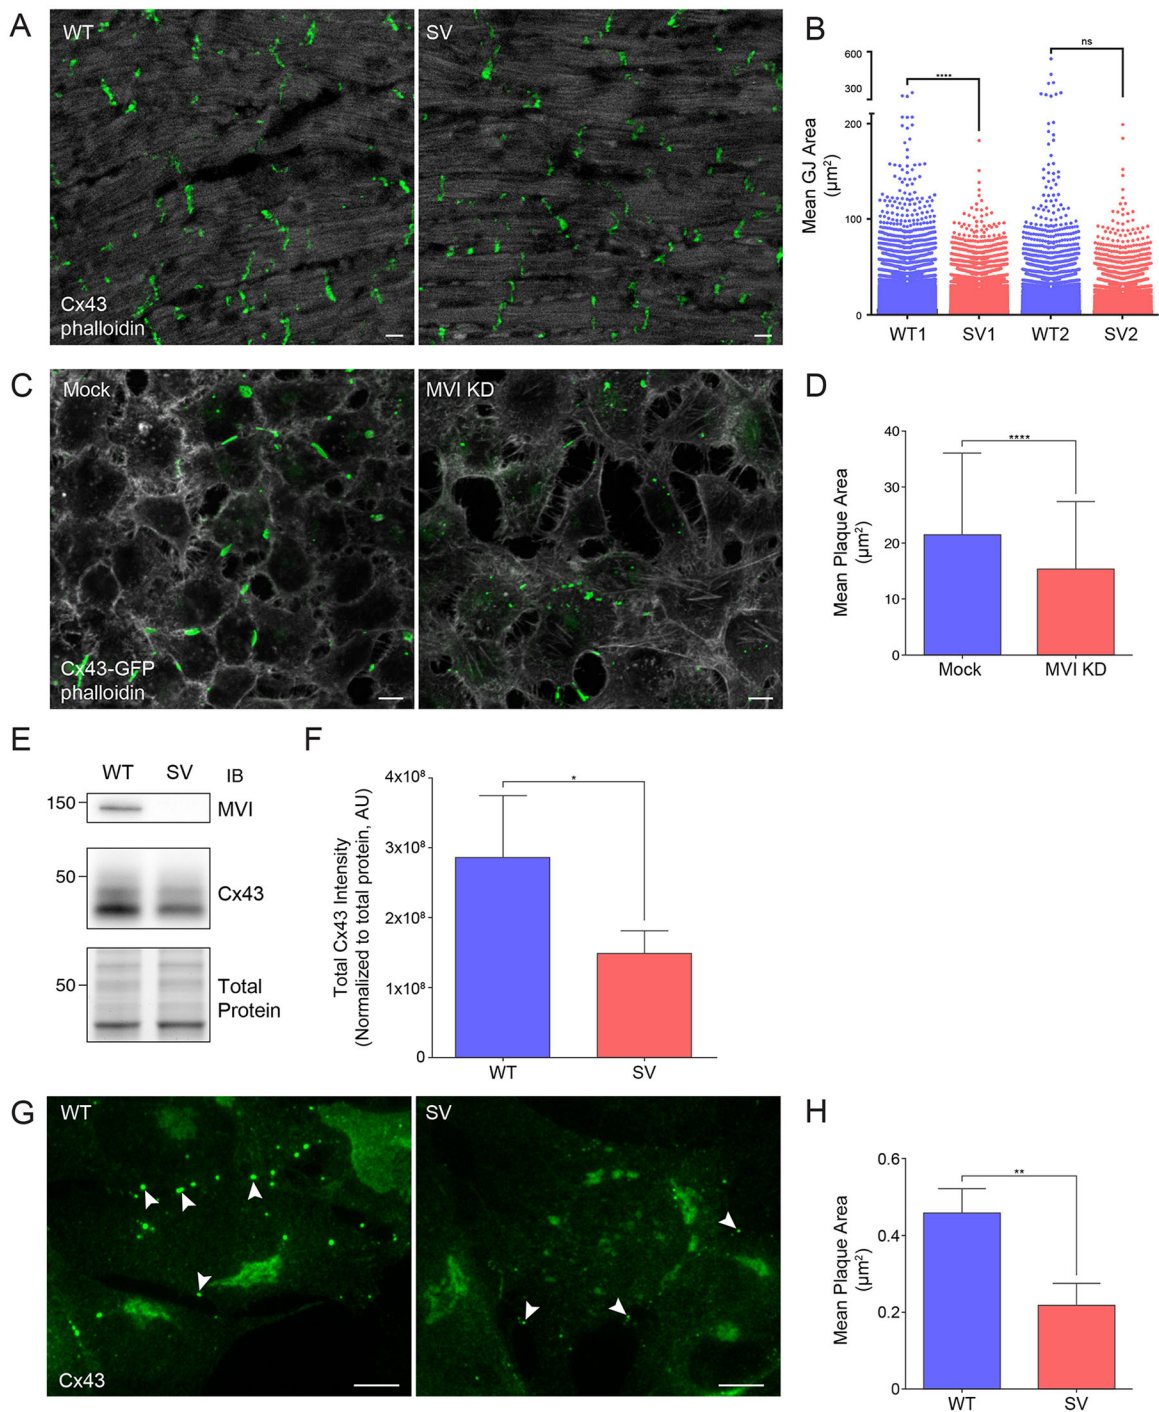 A
WT
Cx43
phalloidin
SV
B
Mean GJ Area
(µm²)
600
300
200
100
0
****
ns
WT1
SV1
WT2
SV2
C
Mock
Cx43-GFP
phalloidin
MVI KD
D
Mean Plaque Area
(µm²)
40
30
20
10
0
****
Mock
MVI KD
E
WT
SV
IB
150
MVI
50
Cx43
50
Total
Protein
F
Total Cx43 Intensity
(Normalized to total protein, AU)
4x10⁸
3x10⁸
2x10⁸
1x10⁸
0
*
WT
SV
G
WT
Cx43
SV
H
Mean Plaque Area
(µm²)
0.6
0.4
0.2
0
**
WT
SV